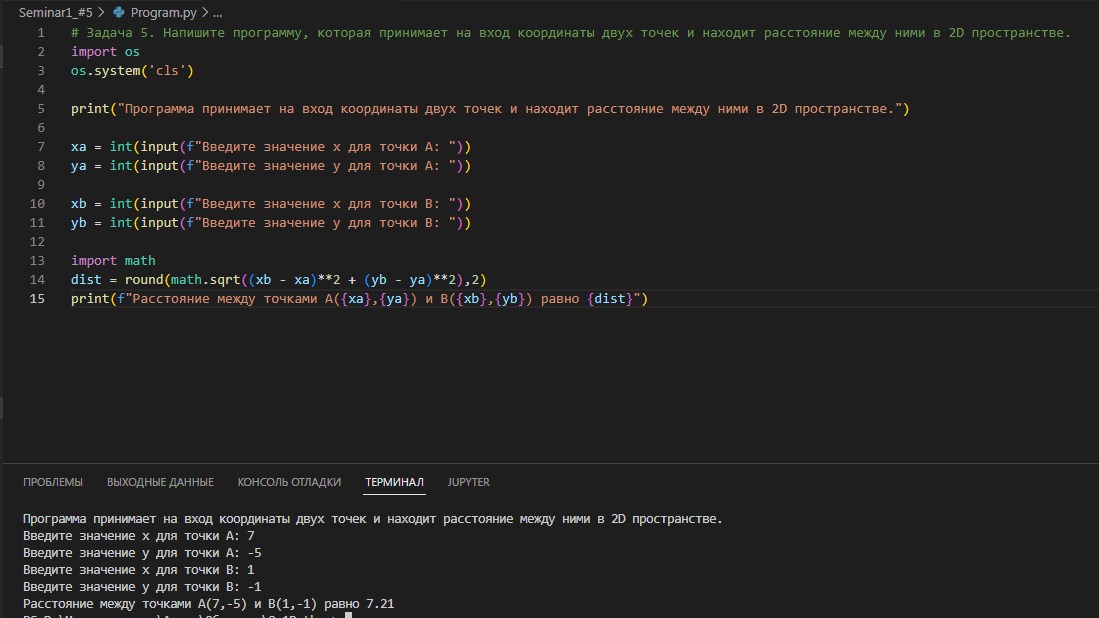 Seminar1_#5 > Program.py > ...
1 # Задача 5. Напишите программу, которая принимает на вход координаты двух точек и находит расстояние между ними в 2D пространстве.
2 import os
3 os.system('cls')
4
5 print("Программа принимает на вход координаты двух точек и находит расстояние между ними в 2D пространстве.")
6
7 xa = int(input(f"Введите значение x для точки A: "))
8 ya = int(input(f"Введите значение y для точки A: "))
9
10 xb = int(input(f"Введите значение x для точки B: "))
11 yb = int(input(f"Введите значение y для точки B: "))
12
13 import math
14 dist = round(math.sqrt((xb - xa)**2 + (yb - ya)**2),2)
15 print(f"Расстояние между точками A({xa},{ya}) и B({xb},{yb}) равно {dist}")
ПРОБЛЕМЫ ВЫХОДНЫЕ ДАННЫЕ КОНСОЛЬ ОТЛАДКИ ТЕРМИНАЛ JUPYTER
Программа принимает на вход координаты двух точек и находит расстояние между ними в 2D пространстве.
Введите значение x для точки A: 7
Введите значение y для точки A: -5
Введите значение x для точки B: 1
Введите значение y для точки B: -1
Расстояние между точками A(7,-5) и B(1,-1) равно 7.21